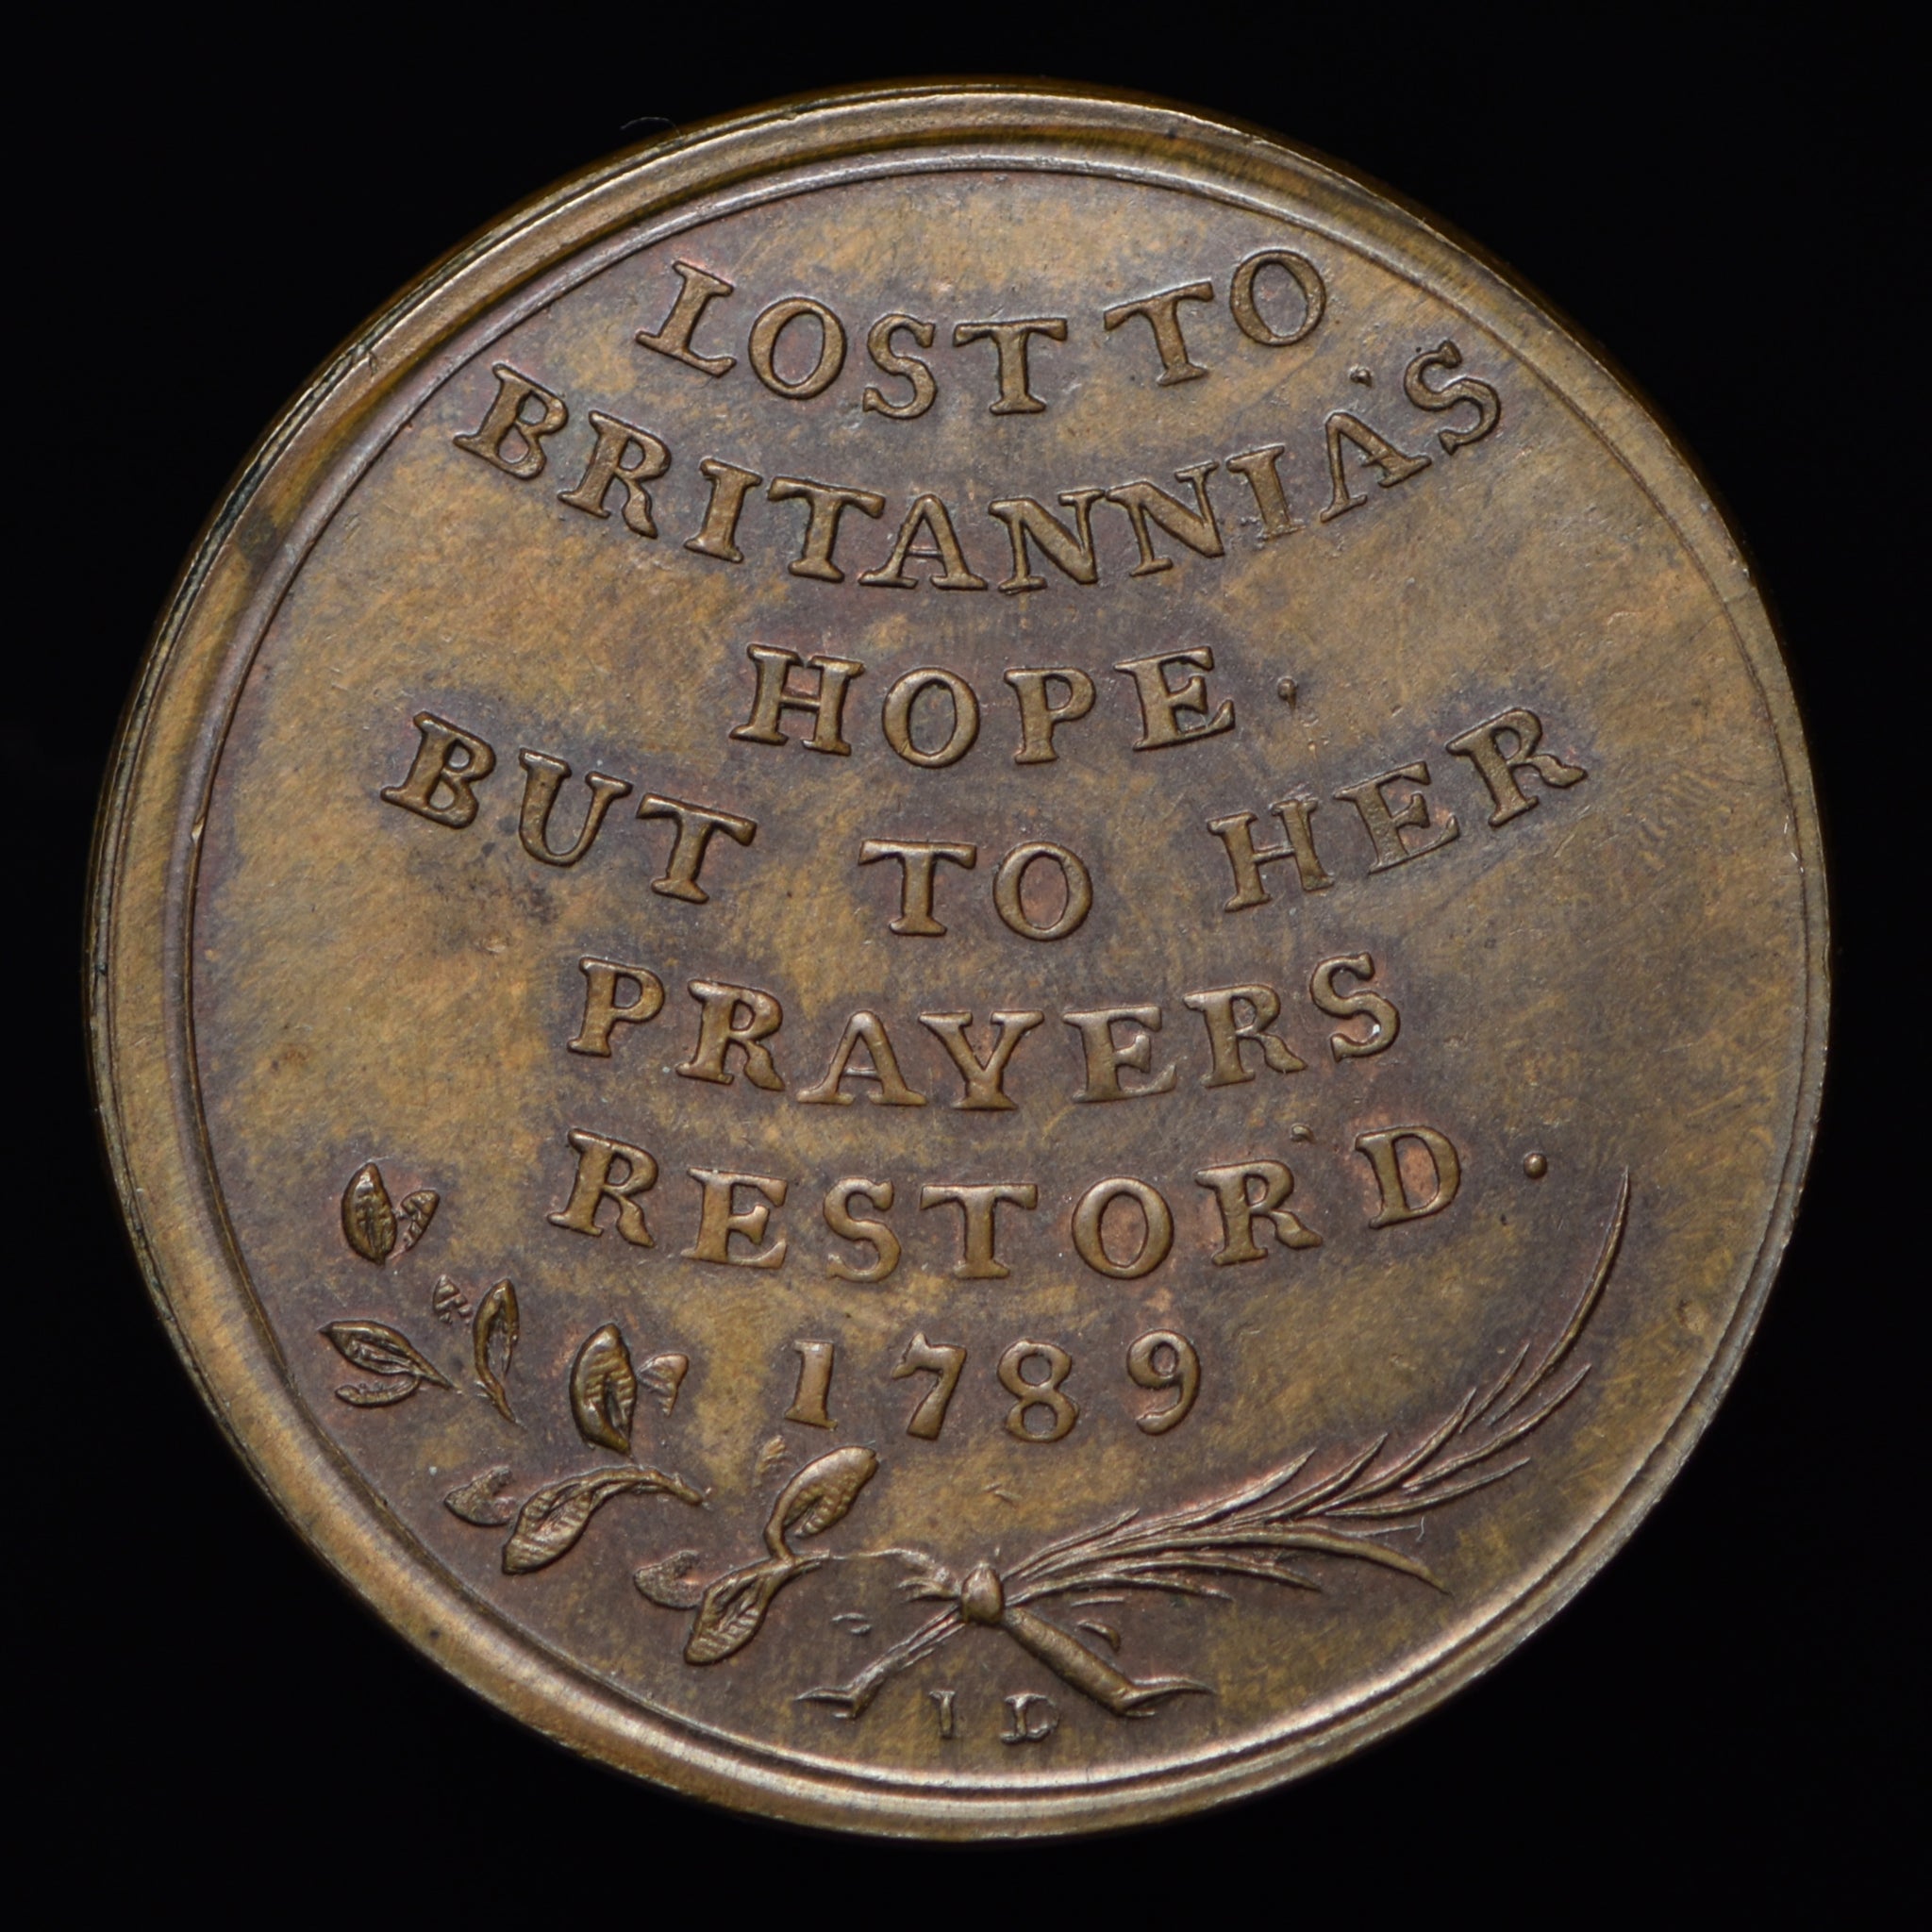 LOST TO
BRITANNIA'S
HOPE.
BUT TO HER
PRAYERS
RESTOR'D.
1789
I D